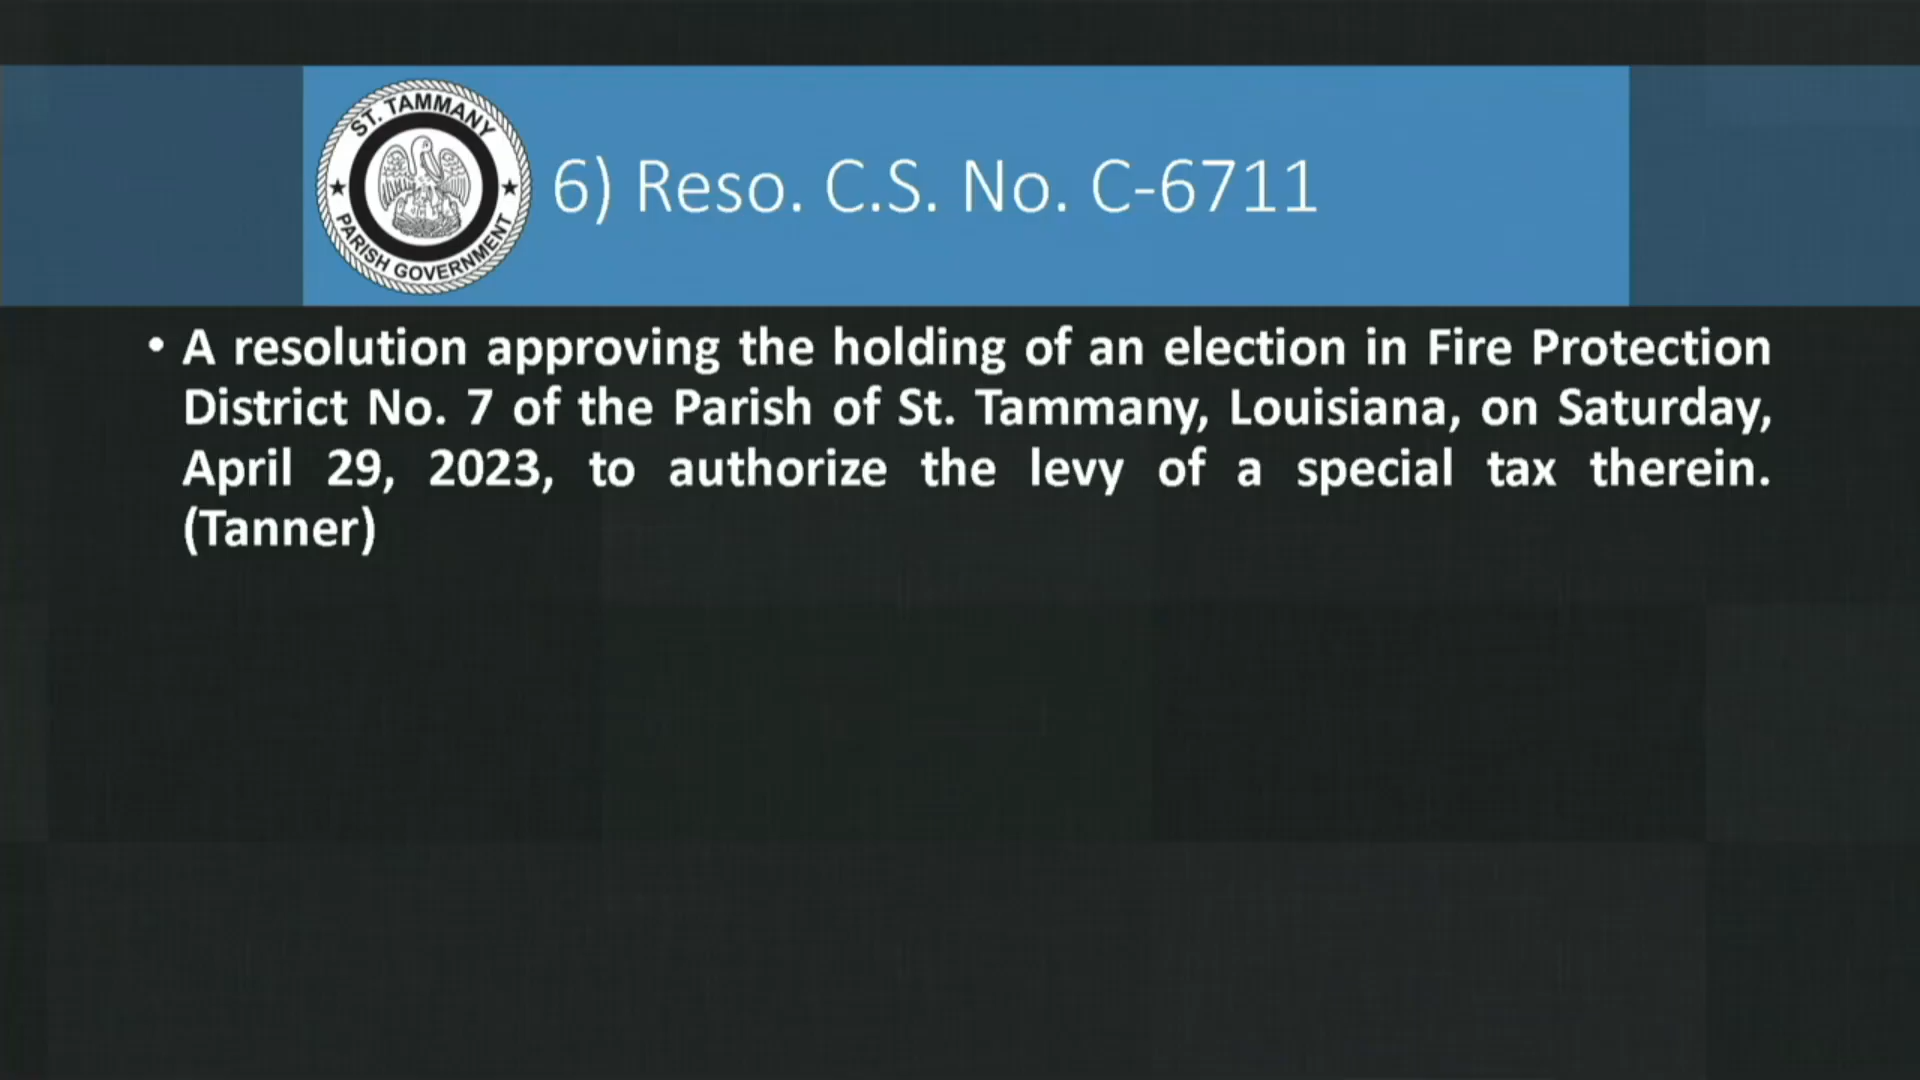 ST. TAMMANY
PARISH GOVERNMENT
6) Reso. C.S. No. C-6711
• A resolution approving the holding of an election in Fire Protection
District No. 7 of the Parish of St. Tammany, Louisiana, on Saturday,
April 29, 2023, to authorize the levy of a special tax therein.
(Tanner)